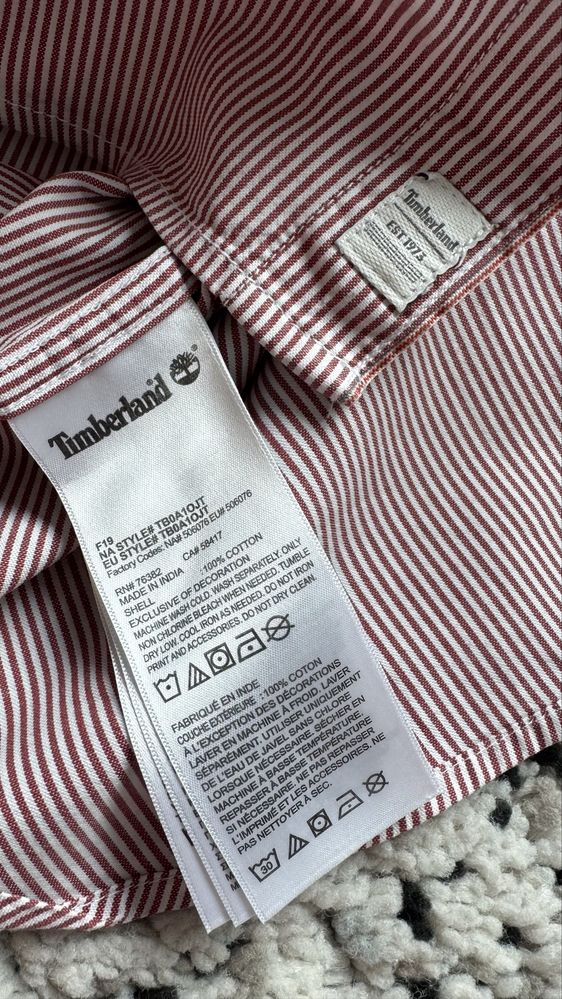 Timberland
EST.1973
Timberland
F19
NA STYLE# TB0A1OJT
EU STYLE# TB0A1OJT
Factory Codes: NA# 506076 EU# 506076
RN# 76382 CA# 58417
MADE IN INDIA
SHELL :100% COTTON
EXCLUSIVE OF DECORATION
MACHINE WASH COLD. WASH SEPARATELY. ONLY
NON CHLORINE BLEACH WHEN NEEDED. TUMBLE
DRY LOW. COOL IRON AS NEEDED. DO NOT IRON
PRINT AND ACCESSORIES. DO NOT DRY CLEAN.
FABRIQUÉ EN INDE
COUCHE EXTÉRIEURE :100% COTON
À L'EXCEPTION DES DÉCORATIONS
LAVER EN MACHINE À FROID. LAVER
SÉPARÉMENT. UTILISER UNIQUEMENT
DE L'EAU DE JAVEL SANS CHLORE
LORSQUE NÉCESSAIRE. SÉCHER EN
MACHINE À BASSE TEMPÉRATURE.
REPASSER À BASSE TEMPÉRATURE
SI NÉCESSAIRE. NE PAS REPASSER
L'IMPRIMÉ ET LES ACCESSOIRES. NE
PAS NETTOYER À SEC.
30